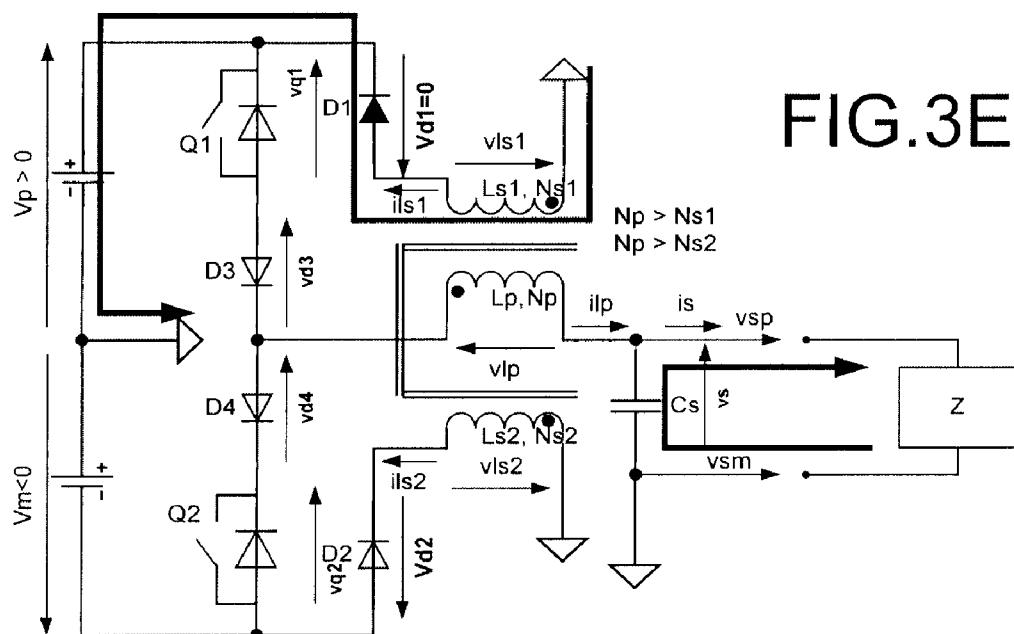 FIG.3E
Vp > 0
+
-
Q1
vq1
D1
Vd1=0
vls1
ils1
Ls1, Ns1
Np > Ns1
Np > Ns2
D3
vd3
Lp, Np
ilp
is
vsp
vlp
D4
vd4
Cs
vs
Z
Ls2, Ns2
vsm
ils2
vls2
Vm<0
+
-
Q2
vq2
D2
Vd2